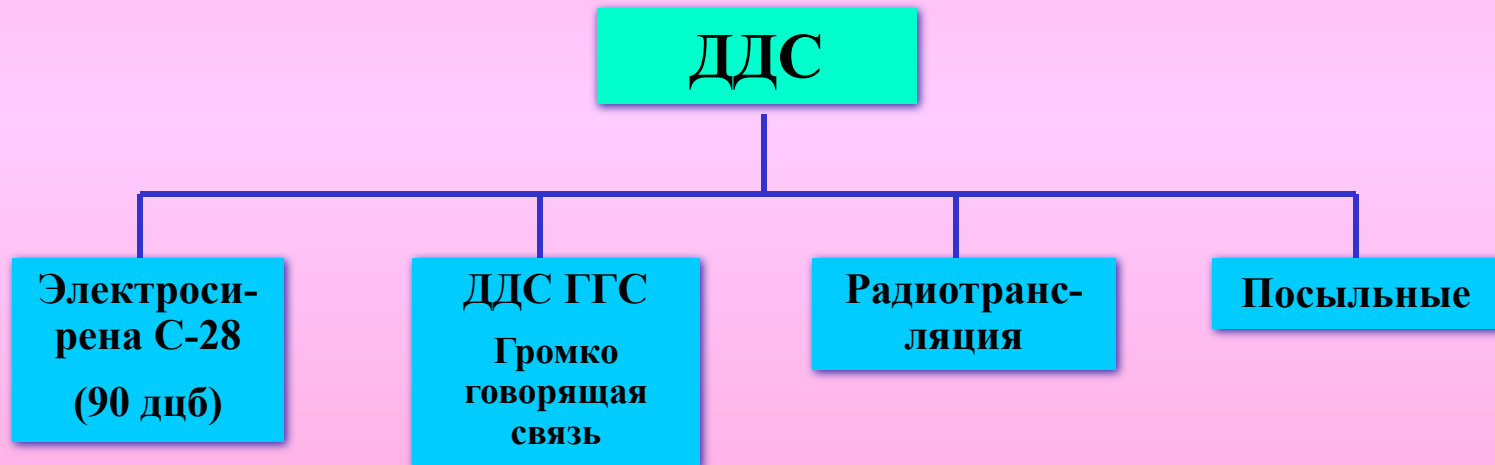 ДДС
Электроси-
рена С-28
(90 дцб)
ДДС ГГС
Громко
говорящая
связь
Радиотранс-
ляция
Посыльные